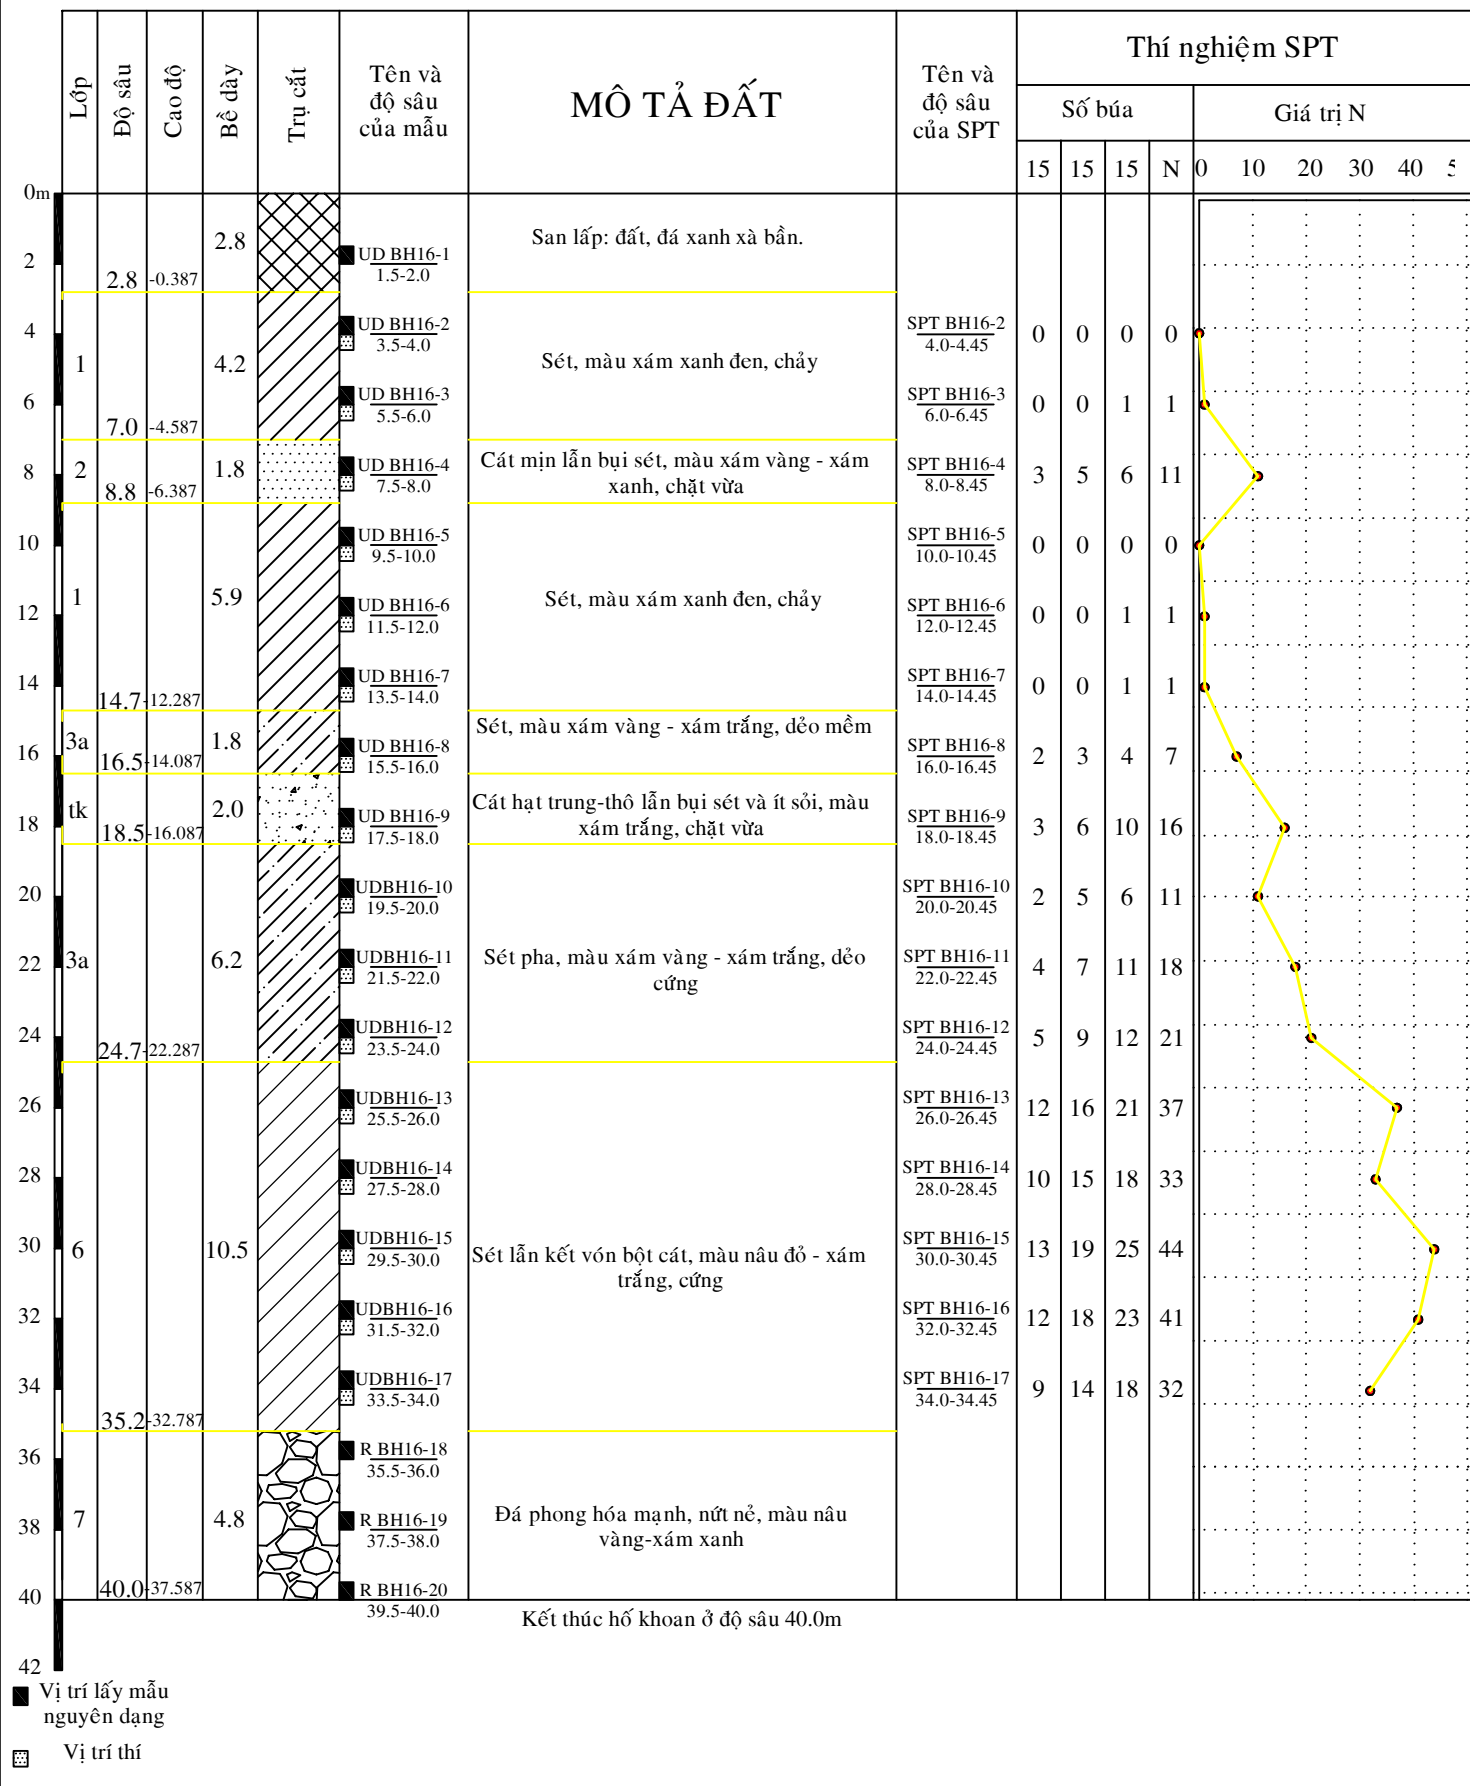 Lớp
Độ sâu
Cao độ
Bề dày
Trụ cắt
Tên và
độ sâu
của mẫu
MÔ TẢ ĐẤT
Tên và
độ sâu
của SPT
Thí nghiệm SPT
Số búa
Giá trị N
15 15 15 N 0 10 20 30 40 5
0m
2.8
San lấp: đất, đá xanh xà bần.
UD BH16-1
1.5-2.0
2
2.8 -0.387
UD BH16-2
3.5-4.0
SPT BH16-2
4.0-4.45
4
0 0 0 0
1
4.2
Sét, màu xám xanh đen, chảy
UD BH16-3
5.5-6.0
SPT BH16-3
6.0-6.45
6
0 0 1 1
7.0 -4.587
2
1.8
UD BH16-4
7.5-8.0
Cát mịn lẫn bụi sét, màu xám vàng - xám
xanh, chặt vừa
SPT BH16-4
8.0-8.45
8
3 5 6 11
8.8 -6.387
UD BH16-5
9.5-10.0
SPT BH16-5
10.0-10.45
10
0 0 0 0
1
5.9
Sét, màu xám xanh đen, chảy
UD BH16-6
11.5-12.0
SPT BH16-6
12.0-12.45
12
0 0 1 1
UD BH16-7
13.5-14.0
SPT BH16-7
14.0-14.45
14
0 0 1 1
14.7 -12.287
3a
1.8
Sét, màu xám vàng - xám trắng, dẻo mềm
UD BH16-8
15.5-16.0
SPT BH16-8
16.0-16.45
16
2 3 4 7
16.5 -14.087
tk
2.0
UD BH16-9
17.5-18.0
Cát hạt trung-thô lẫn bụi sét và ít sỏi, màu
xám trắng, chặt vừa
SPT BH16-9
18.0-18.45
18
3 6 10 16
18.5 -16.087
UDBH16-10
19.5-20.0
SPT BH16-10
20.0-20.45
20
2 5 6 11
3a
6.2
UDBH16-11
21.5-22.0
Sét pha, màu xám vàng - xám trắng, dẻo
cứng
SPT BH16-11
22.0-22.45
22
4 7 11 18
UDBH16-12
23.5-24.0
SPT BH16-12
24.0-24.45
24
5 9 12 21
24.7 -22.287
UDBH16-13
25.5-26.0
SPT BH16-13
26.0-26.45
26
12 16 21 37
UDBH16-14
27.5-28.0
SPT BH16-14
28.0-28.45
28
10 15 18 33
6
10.5
UDBH16-15
29.5-30.0
Sét lẫn kết vón bột cát, màu nâu đỏ - xám
trắng, cứng
SPT BH16-15
30.0-30.45
30
13 19 25 44
UDBH16-16
31.5-32.0
SPT BH16-16
32.0-32.45
32
12 18 23 41
UDBH16-17
33.5-34.0
SPT BH16-17
34.0-34.45
34
9 14 18 32
35.2 -32.787
R BH16-18
35.5-36.0
36
7
4.8
R BH16-19
37.5-38.0
Đá phong hóa mạnh, nứt nẻ, màu nâu
vàng-xám xanh
38
40.0 -37.587
R BH16-20
39.5-40.0
40
Kết thúc hố khoan ở độ sâu 40.0m
42
Vị trí lấy mẫu
nguyên dạng
Vị trí thí